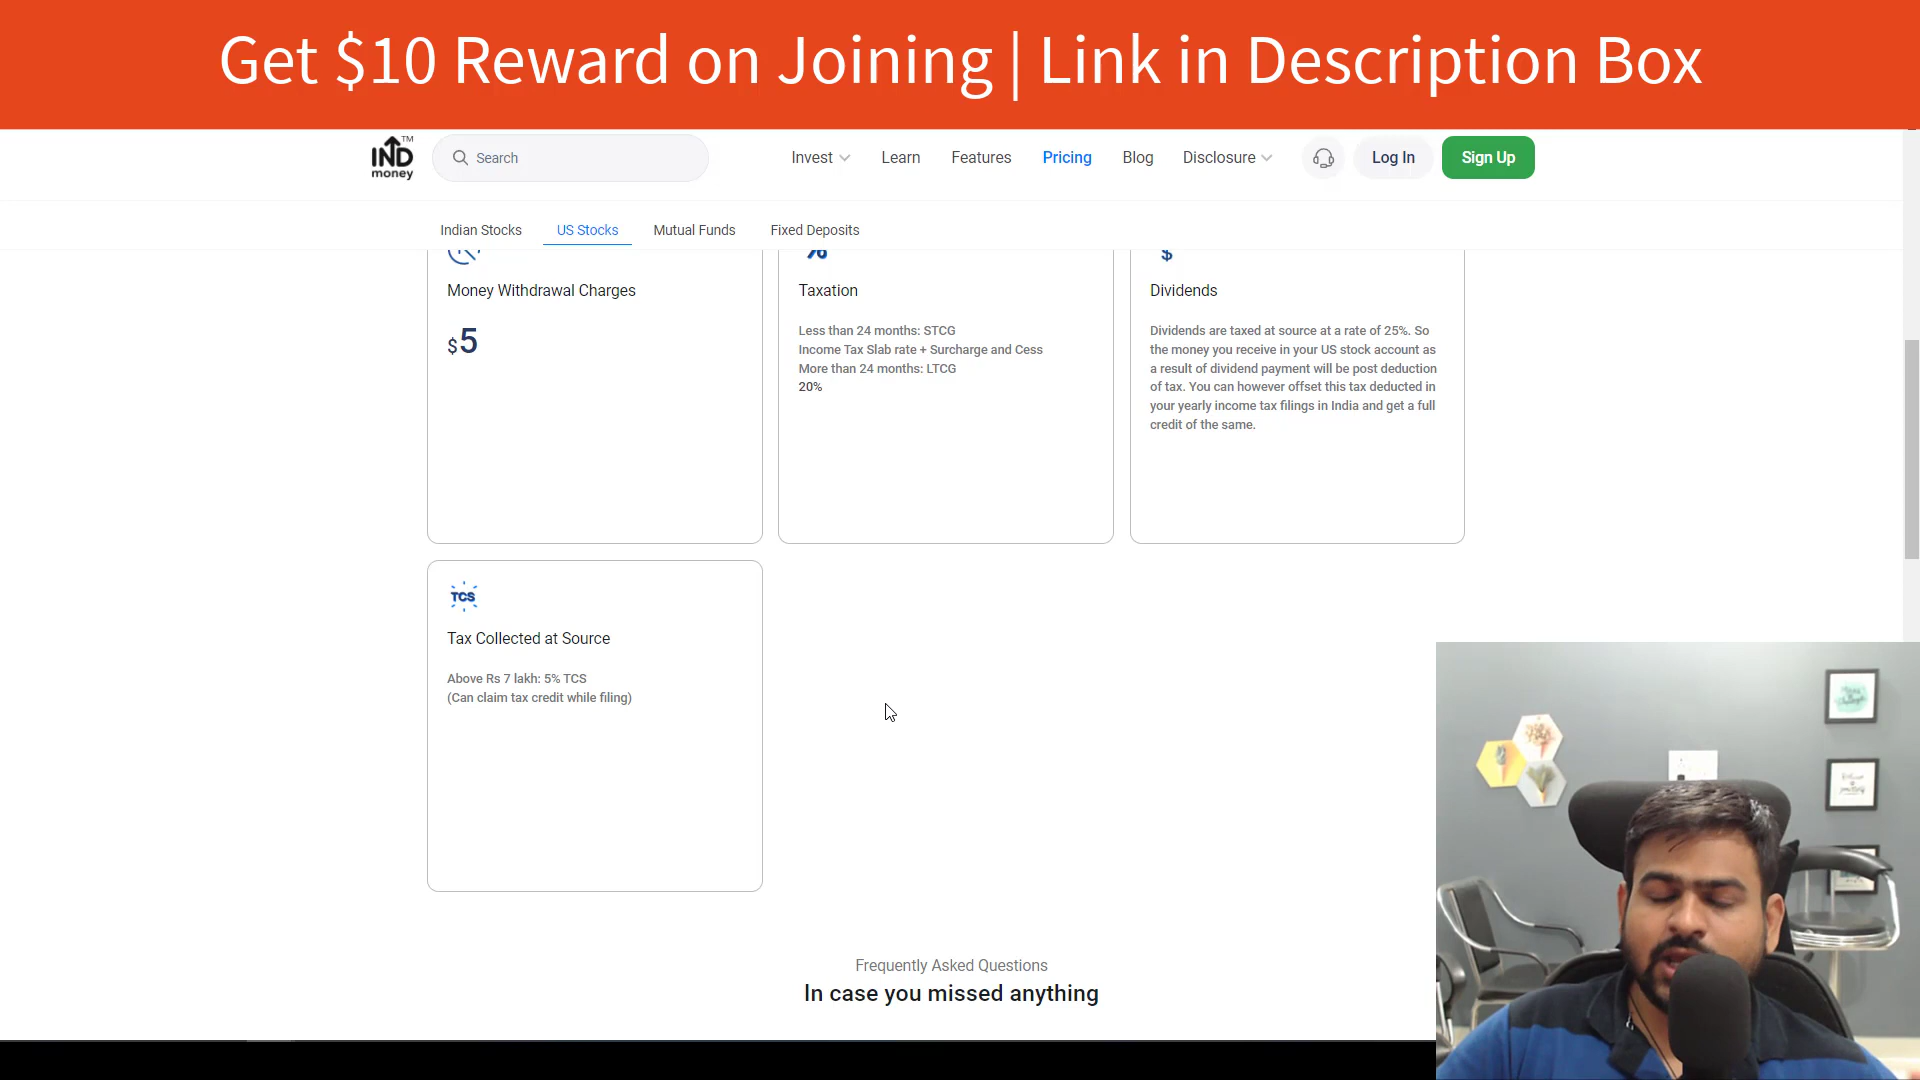 Get $10 Reward on Joining | Link in Description Box
IND TM
money
Search
Invest
Learn
Features
Pricing
Blog
Disclosure
Log In
Sign Up
Indian Stocks
US Stocks
Mutual Funds
Fixed Deposits
Money Withdrawal Charges
$5
%
Taxation
Less than 24 months: STCG
Income Tax Slab rate + Surcharge and Cess
More than 24 months: LTCG
20%
$
Dividends
Dividends are taxed at source at a rate of 25%. So
the money you receive in your US stock account as
a result of dividend payment will be post deduction
of tax. You can however offset this tax deducted in
your yearly income tax filings in India and get a full
credit of the same.
TCS
Tax Collected at Source
Above Rs 7 lakh: 5% TCS
(Can claim tax credit while filing)
Frequently Asked Questions
In case you missed anything